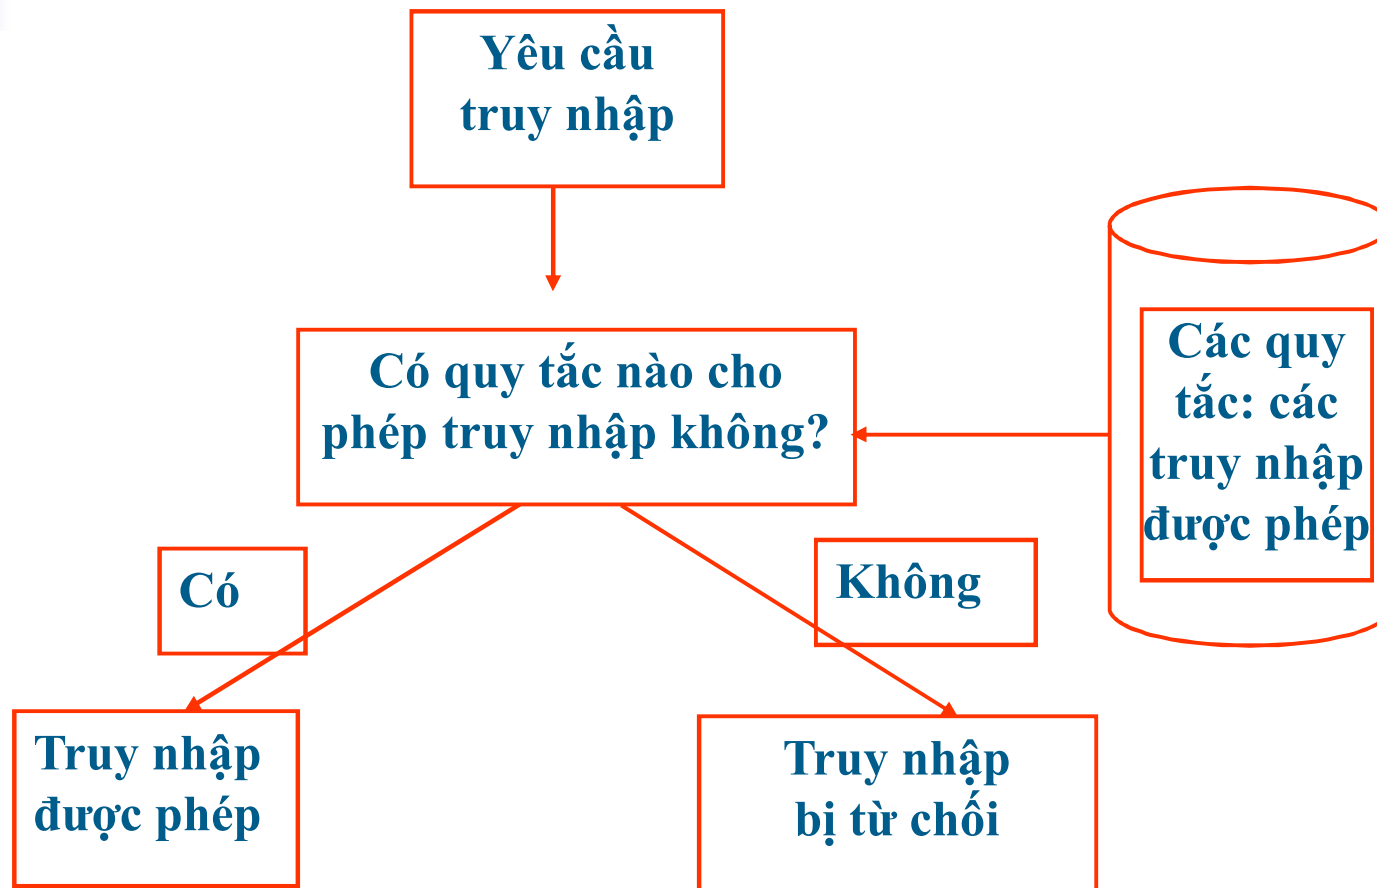 Yêu cầu
truy nhập
Có quy tắc nào cho
phép truy nhập không?
Các quy
tắc: các
truy nhập
được phép
Có
Không
Truy nhập
được phép
Truy nhập
bị từ chối